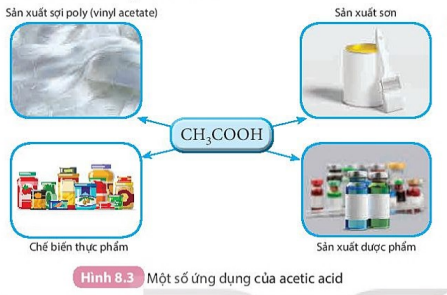 Sản xuất sợi poly (vinyl acetate)
Sản xuất sơn
CH₃COOH
Chế biến thực phẩm
Sản xuất dược phẩm
Hình 8.3 Một số ứng dụng của acetic acid